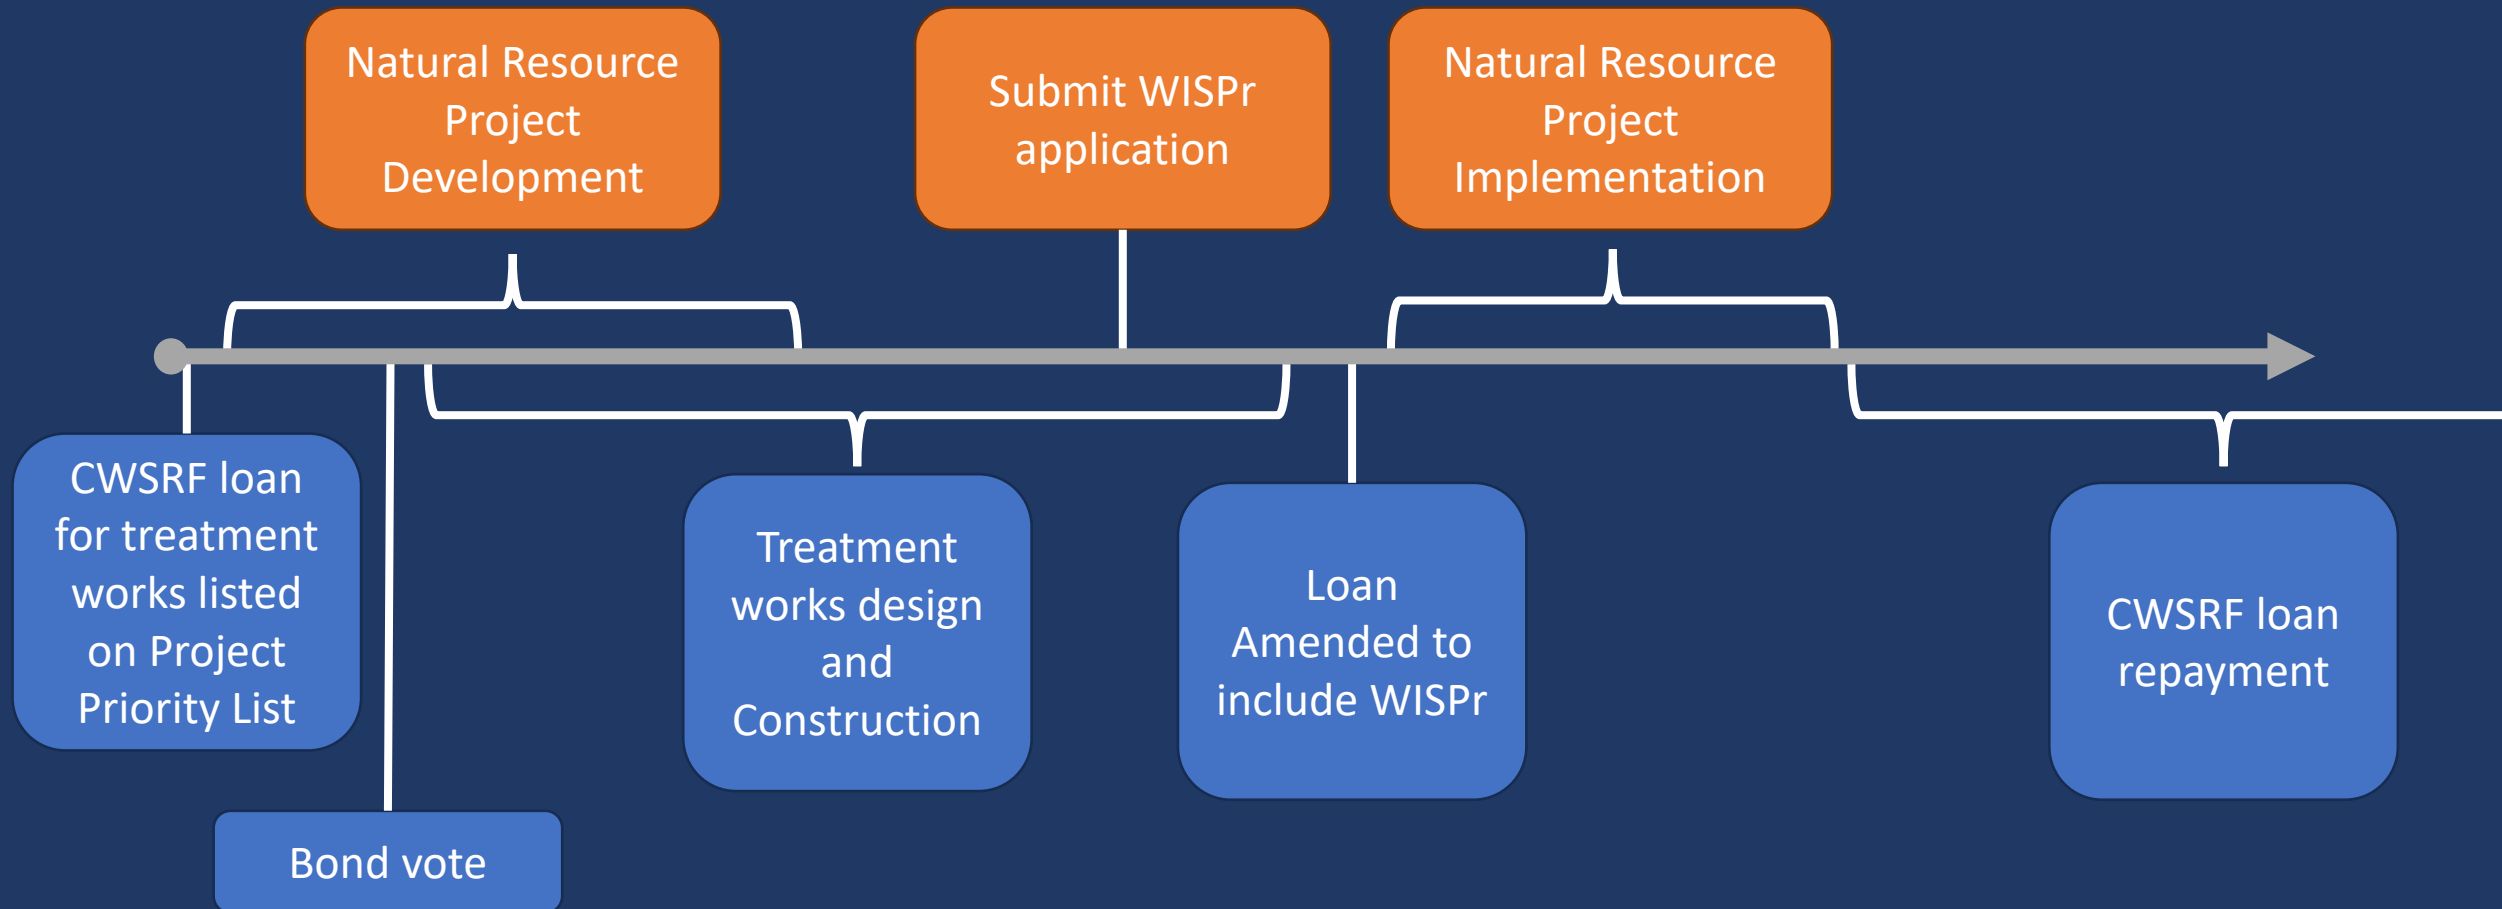 Natural Resource
Project
Development
Submit WISPr
application
Natural Resource
Project
Implementation
CWSRF loan
for treatment
works listed
on Project
Priority List
Bond vote
Treatment
works design
and
Construction
Loan
Amended to
include WISPr
CWSRF loan
repayment